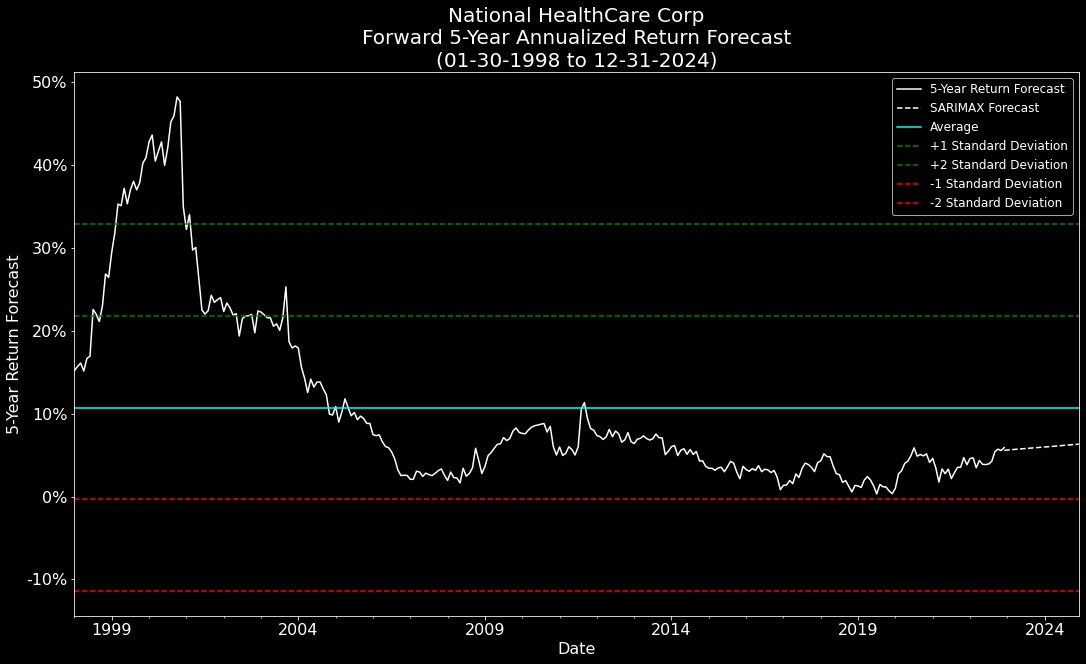 National HealthCare Corp
Forward 5-Year Annualized Return Forecast
(01-30-1998 to 12-31-2024)
5-Year Return Forecast
50%
40%
30%
20%
10%
0%
-10%
5-Year Return Forecast
SARIMAX Forecast
Average
+1 Standard Deviation
+2 Standard Deviation
-1 Standard Deviation
-2 Standard Deviation
1999
2004
2009
2014
2019
2024
Date